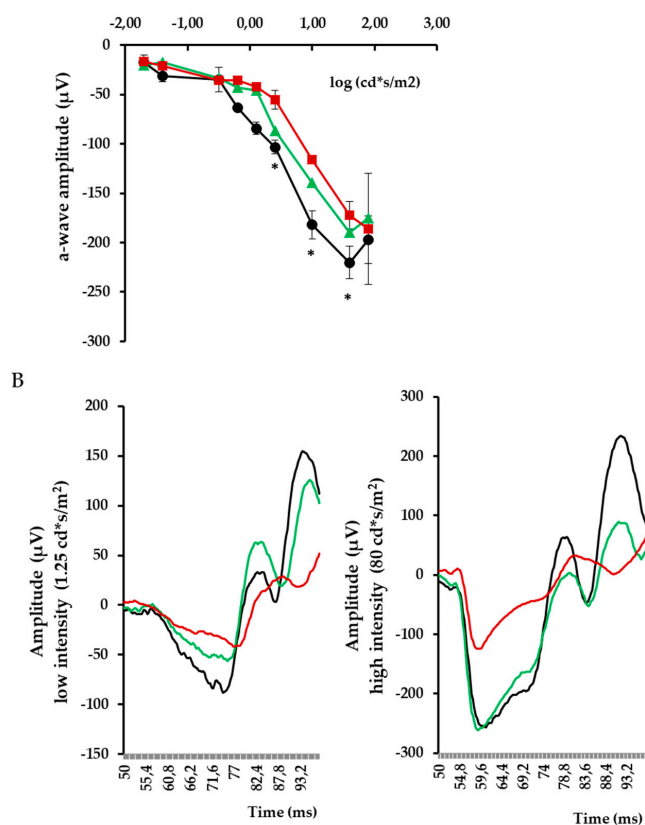 -2,00 -1,00 0,00 1,00 2,00 3,00
log (cd*s/m2)
a-wave amplitude (µV)
0
-50
-100
-150
-200
-250
-300
*
*
*
B
Amplitude (µV)
low intensity (1.25 cd*s/m²)
200
150
100
50
0
-50
-100
-150
50 55,4 60,8 66,2 71,6 77 82,4 87,8 93,2
Time (ms)
Amplitude (µV)
high intensity (80 cd*s/m²)
300
200
100
0
-100
-200
-300
50 54,8 59,6 64,4 69,2 74 78,8 83,6 88,4 93,2
Time (ms)